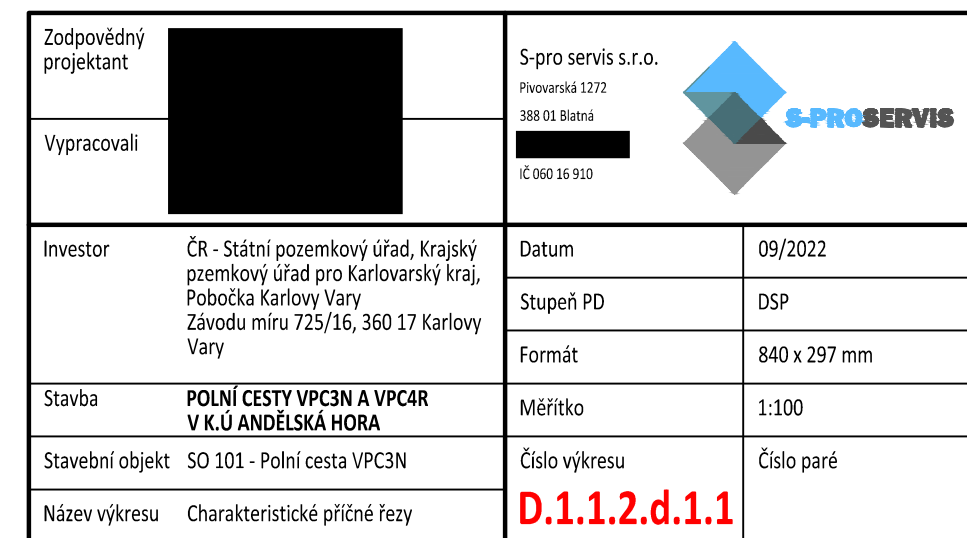 Zodpovědný
projektant
Vypracovali
S-pro servis s.r.o.
Pivovarská 1272
388 01 Blatná
IČ 060 16 910
S-PROSERVIS
Investor
ČR - Státní pozemkový úřad, Krajský
pzemkový úřad pro Karlovarský kraj,
Pobočka Karlovy Vary
Závodu míru 725/16, 360 17 Karlovy
Vary
Datum
09/2022
Stupeň PD
DSP
Formát
840 x 297 mm
Stavba
POLNÍ CESTY VPC3N A VPC4R
V K.Ú ANDĚLSKÁ HORA
Měřítko
1:100
Stavební objekt
SO 101 - Polní cesta VPC3N
Číslo výkresu
Číslo paré
Název výkresu
Charakteristické příčné řezy
D.1.1.2.d.1.1